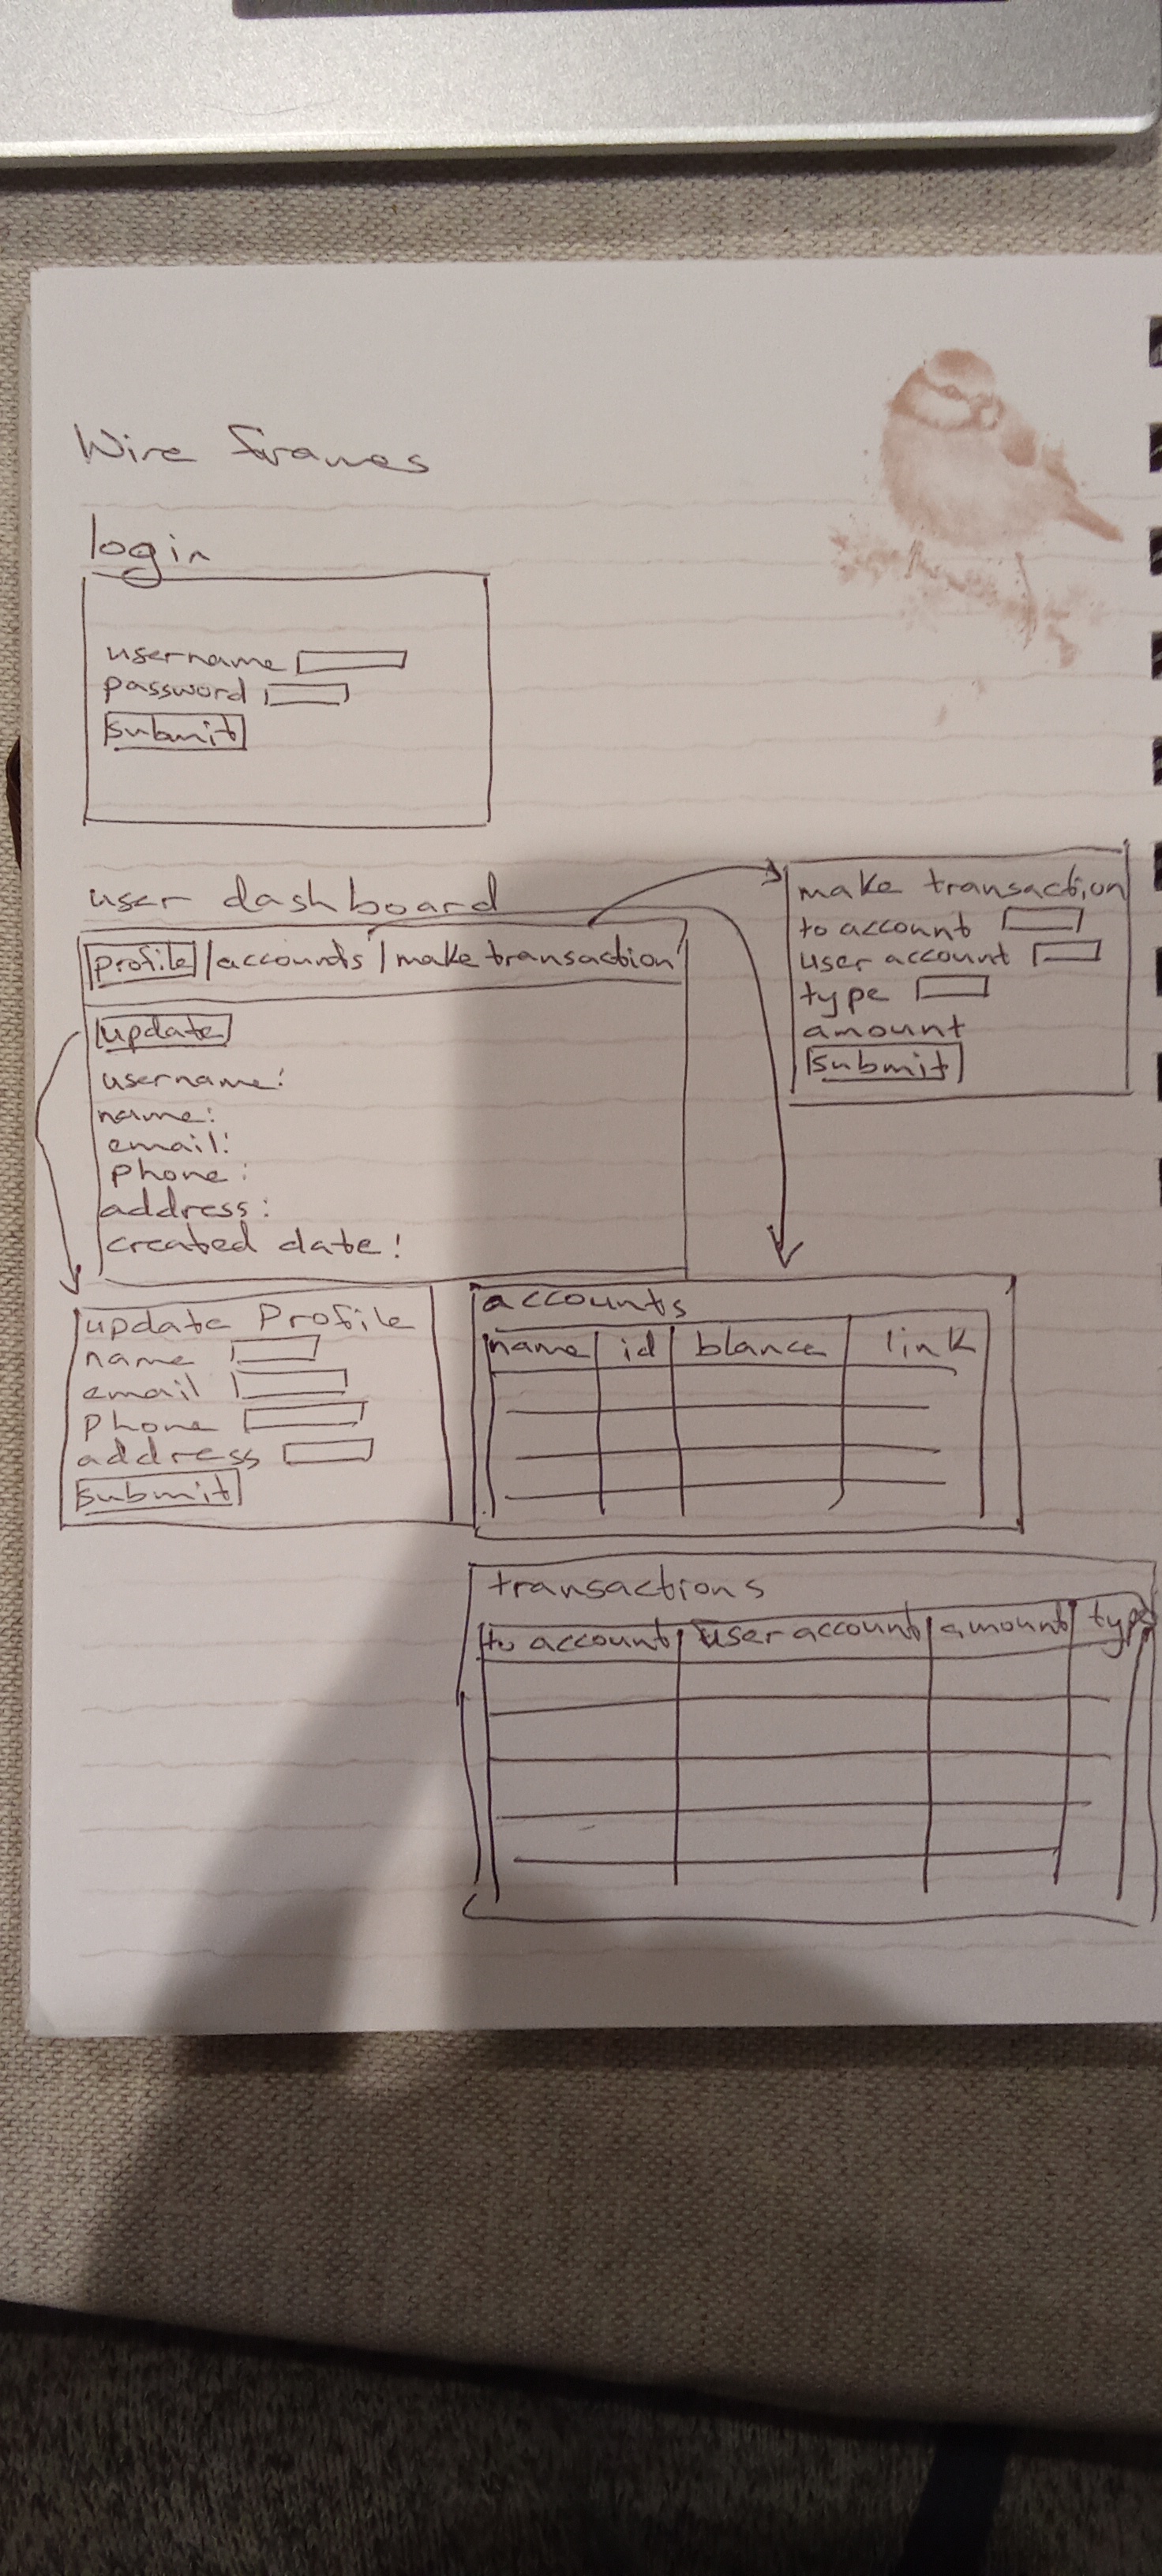 Wire frames
login
username
password
submit
user dashboard
profile | accounts | make transaction
update
username:
name:
email:
phone:
address:
created date:
make transaction
to account
user account
type
amount
submit
update Profile
name
email
phone
address
submit
accounts
name id blance link
transactions
to account user account amount type